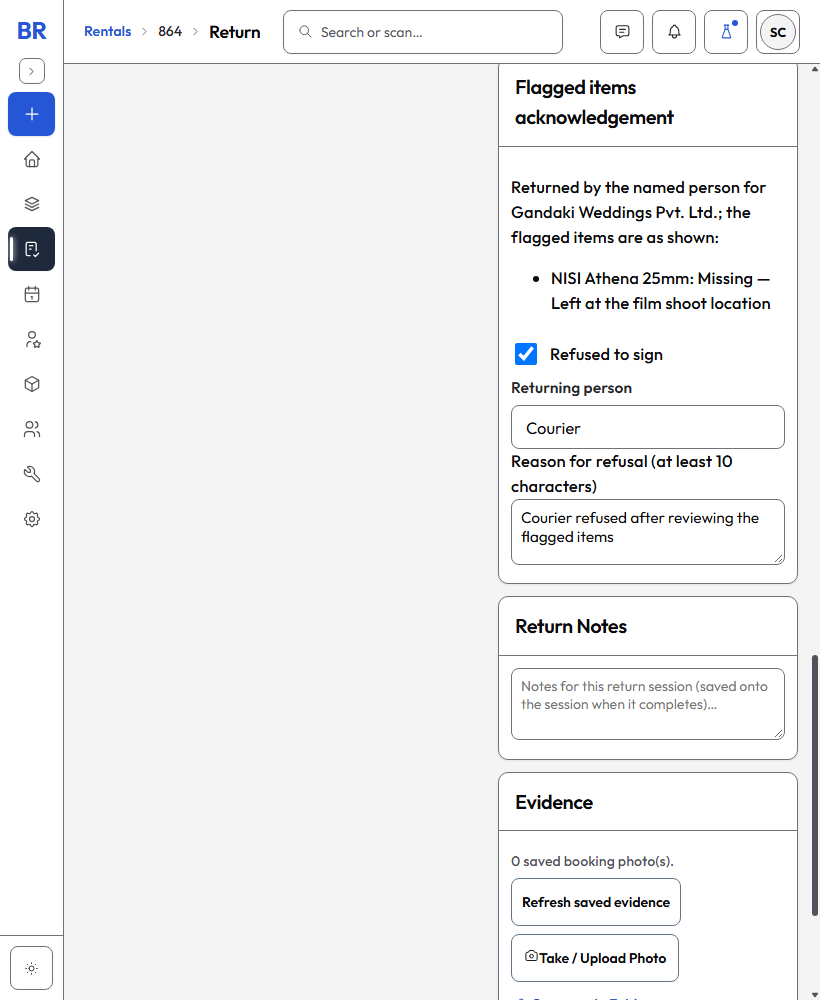 BR
Rentals > 864 > Return
Search or scan...
SC
Flagged items
acknowledgement
Returned by the named person for
Gandaki Weddings Pvt. Ltd.; the
flagged items are as shown:
• NISI Athena 25mm: Missing —
Left at the film shoot location
Refused to sign
Returning person
Courier
Reason for refusal (at least 10
characters)
Courier refused after reviewing the
flagged items
Return Notes
Notes for this return session (saved onto
the session when it completes)...
Evidence
0 saved booking photo(s).
Refresh saved evidence
Take / Upload Photo